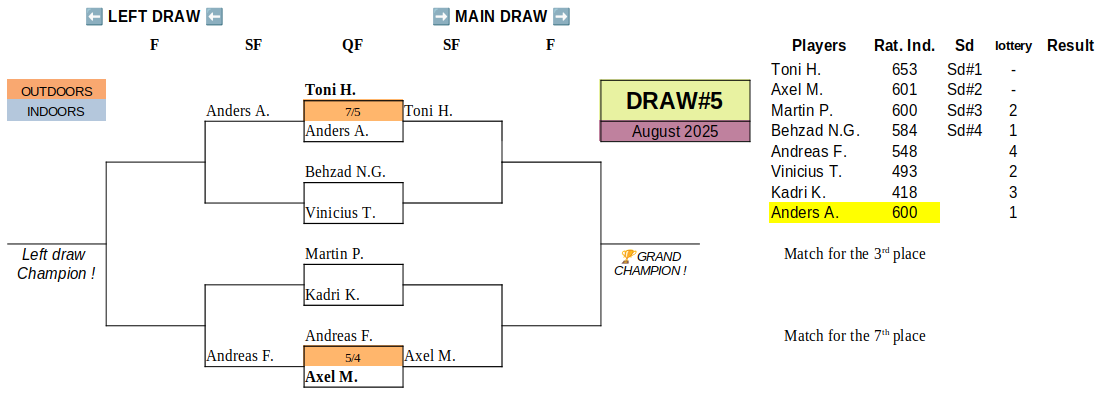 ⬅ LEFT DRAW ⬅ ➡ MAIN DRAW ➡
F SF QF SF F
Players Rat. Ind. Sd lottery Result
Toni H. 653 Sd#1 -
Axel M. 601 Sd#2 -
Martin P. 600 Sd#3 2
Behzad N.G. 584 Sd#4 1
Andreas F. 548 4
Vinicius T. 493 2
Kadri K. 418 3
Anders A. 600 1
OUTDOORS
INDOORS
Toni H.
Anders A. 7/5 Toni H.
Anders A.
DRAW#5
August 2025
Behzad N.G.
Vinicius T.
Left draw
Champion !
Martin P.
Kadri K.
🏆GRAND
CHAMPION !
Match for the 3rd place
Andreas F.
Andreas F. 5/4 Axel M.
Axel M.
Match for the 7th place